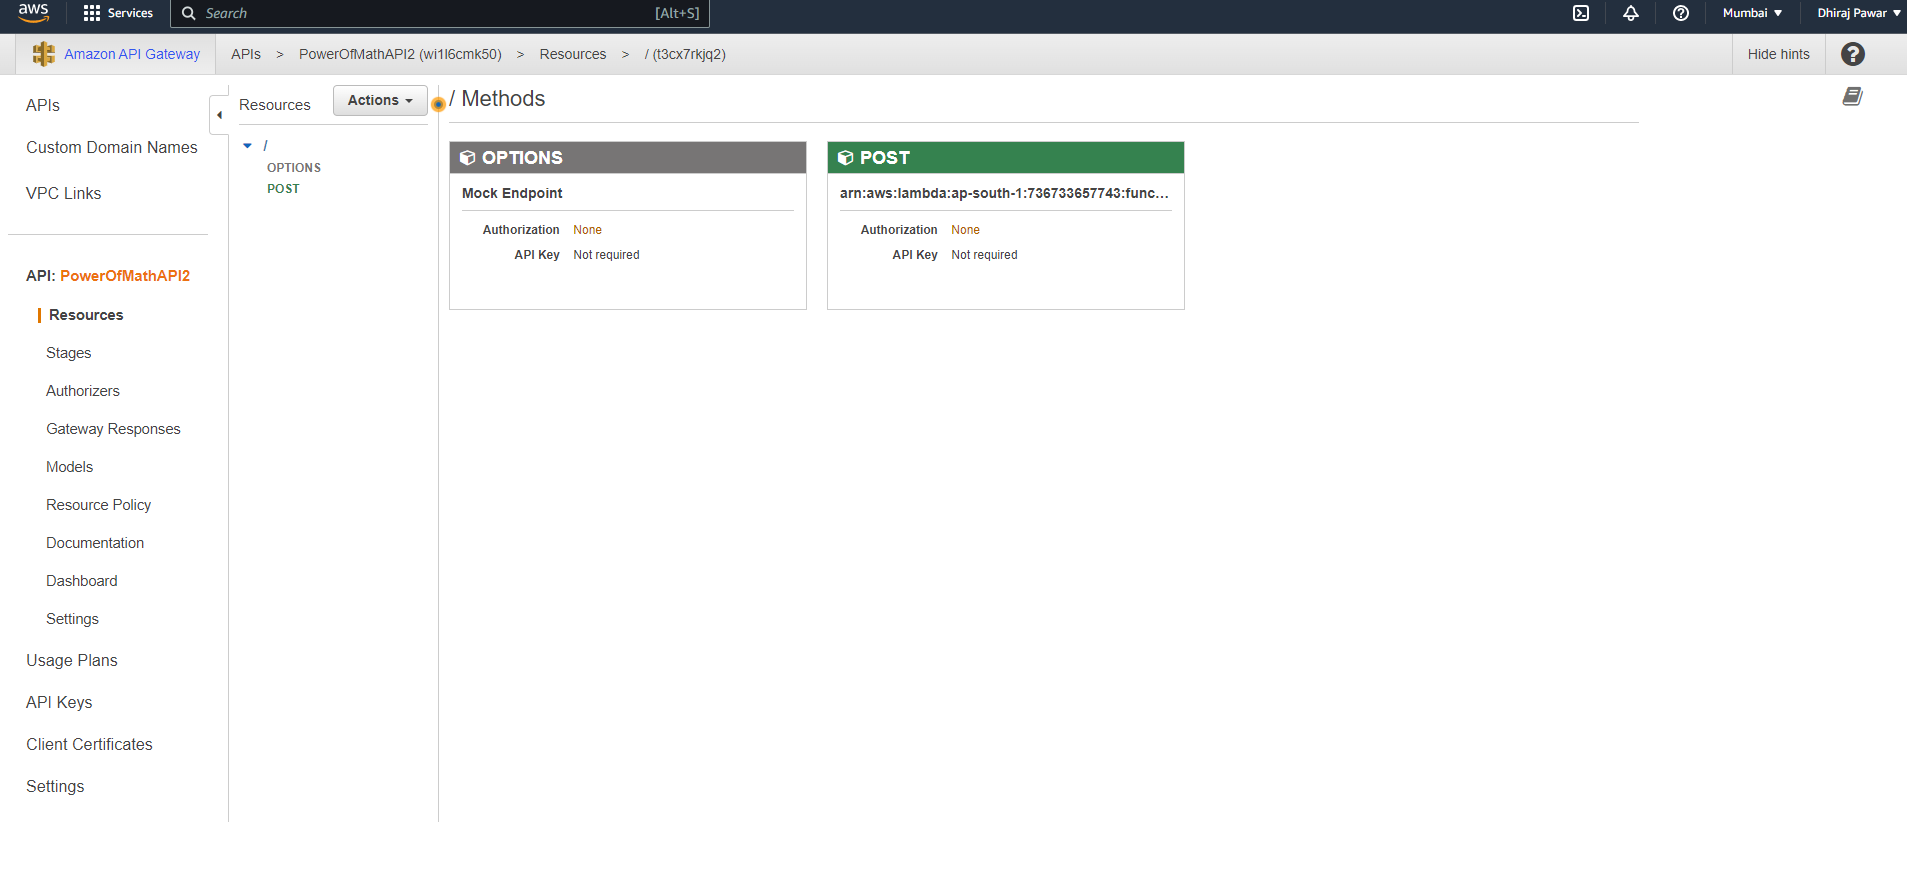 aws
Services
Search
[Alt+S]
Mumbai
Dhiraj Pawar
Amazon API Gateway
APIs > PowerOfMathAPI2 (wi1l6cmk50) > Resources > / (t3cx7rkjq2)
Hide hints
APIs
Custom Domain Names
VPC Links
API: PowerOfMathAPI2
Resources
Stages
Authorizers
Gateway Responses
Models
Resource Policy
Documentation
Dashboard
Settings
Usage Plans
API Keys
Client Certificates
Settings
Resources
Actions
/
OPTIONS
POST
/ Methods
OPTIONS
Mock Endpoint
Authorization None
API Key Not required
POST
arn:aws:lambda:ap-south-1:736733657743:func...
Authorization None
API Key Not required